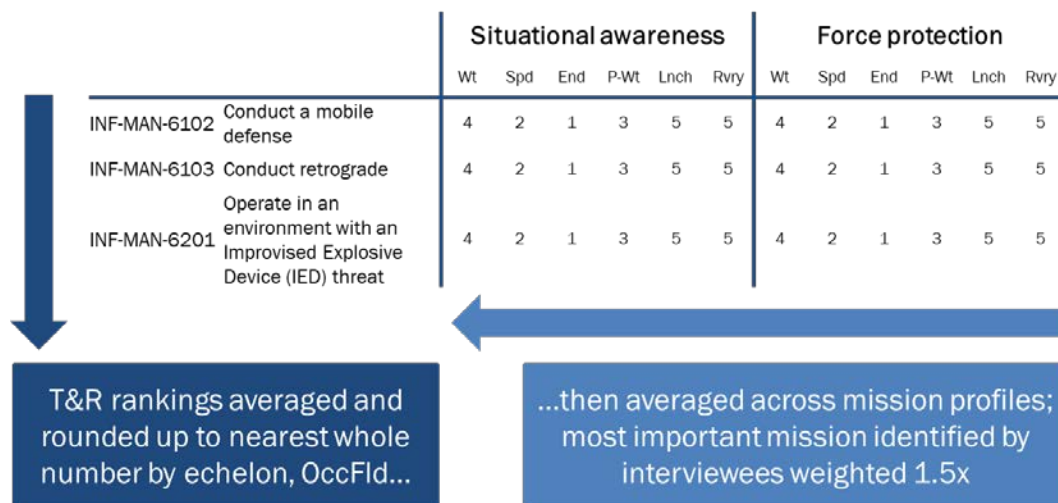 Situational awareness Force protection
Wt Spd End P-Wt Lnch Rvry Wt Spd End P-Wt Lnch Rvry
INF-MAN-6102 Conduct a mobile
defense 4 2 1 3 5 5 4 2 1 3 5 5
INF-MAN-6103 Conduct retrograde 4 2 1 3 5 5 4 2 1 3 5 5
Operate in an
environment with an
INF-MAN-6201 Improvised Explosive 4 2 1 3 5 5 4 2 1 3 5 5
Device (IED) threat
T&R rankings averaged and
rounded up to nearest whole
number by echelon, OccFld...
...then averaged across mission profiles;
most important mission identified by
interviewees weighted 1.5x